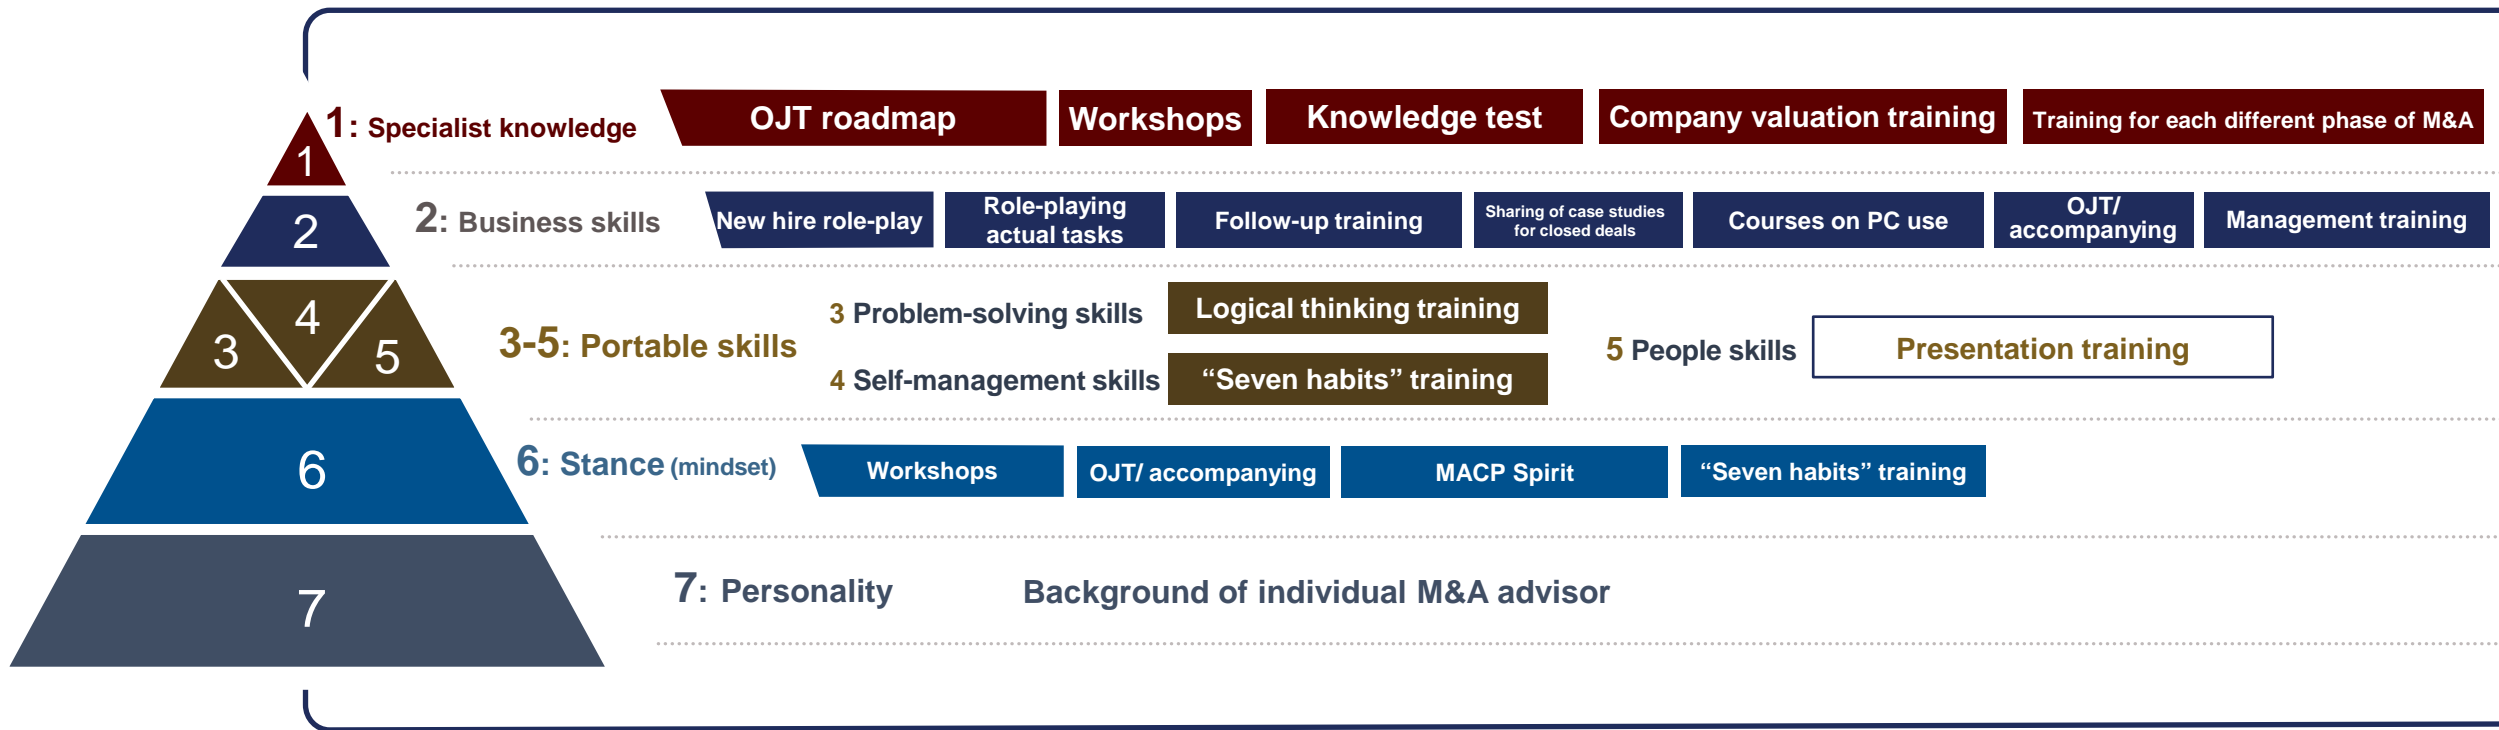 1
1: Specialist knowledge
OJT roadmap
Workshops
Knowledge test
Company valuation training
Training for each different phase of M&A
2
2: Business skills
New hire role-play
Role-playing
actual tasks
Follow-up training
Sharing of case studies
for closed deals
Courses on PC use
OJT/
accompanying
Management training
3
4
5
3-5: Portable skills
3 Problem-solving skills
Logical thinking training
4 Self-management skills
“Seven habits” training
5 People skills
Presentation training
6
6: Stance (mindset)
Workshops
OJT/ accompanying
MACP Spirit
“Seven habits” training
7
7: Personality
Background of individual M&A advisor